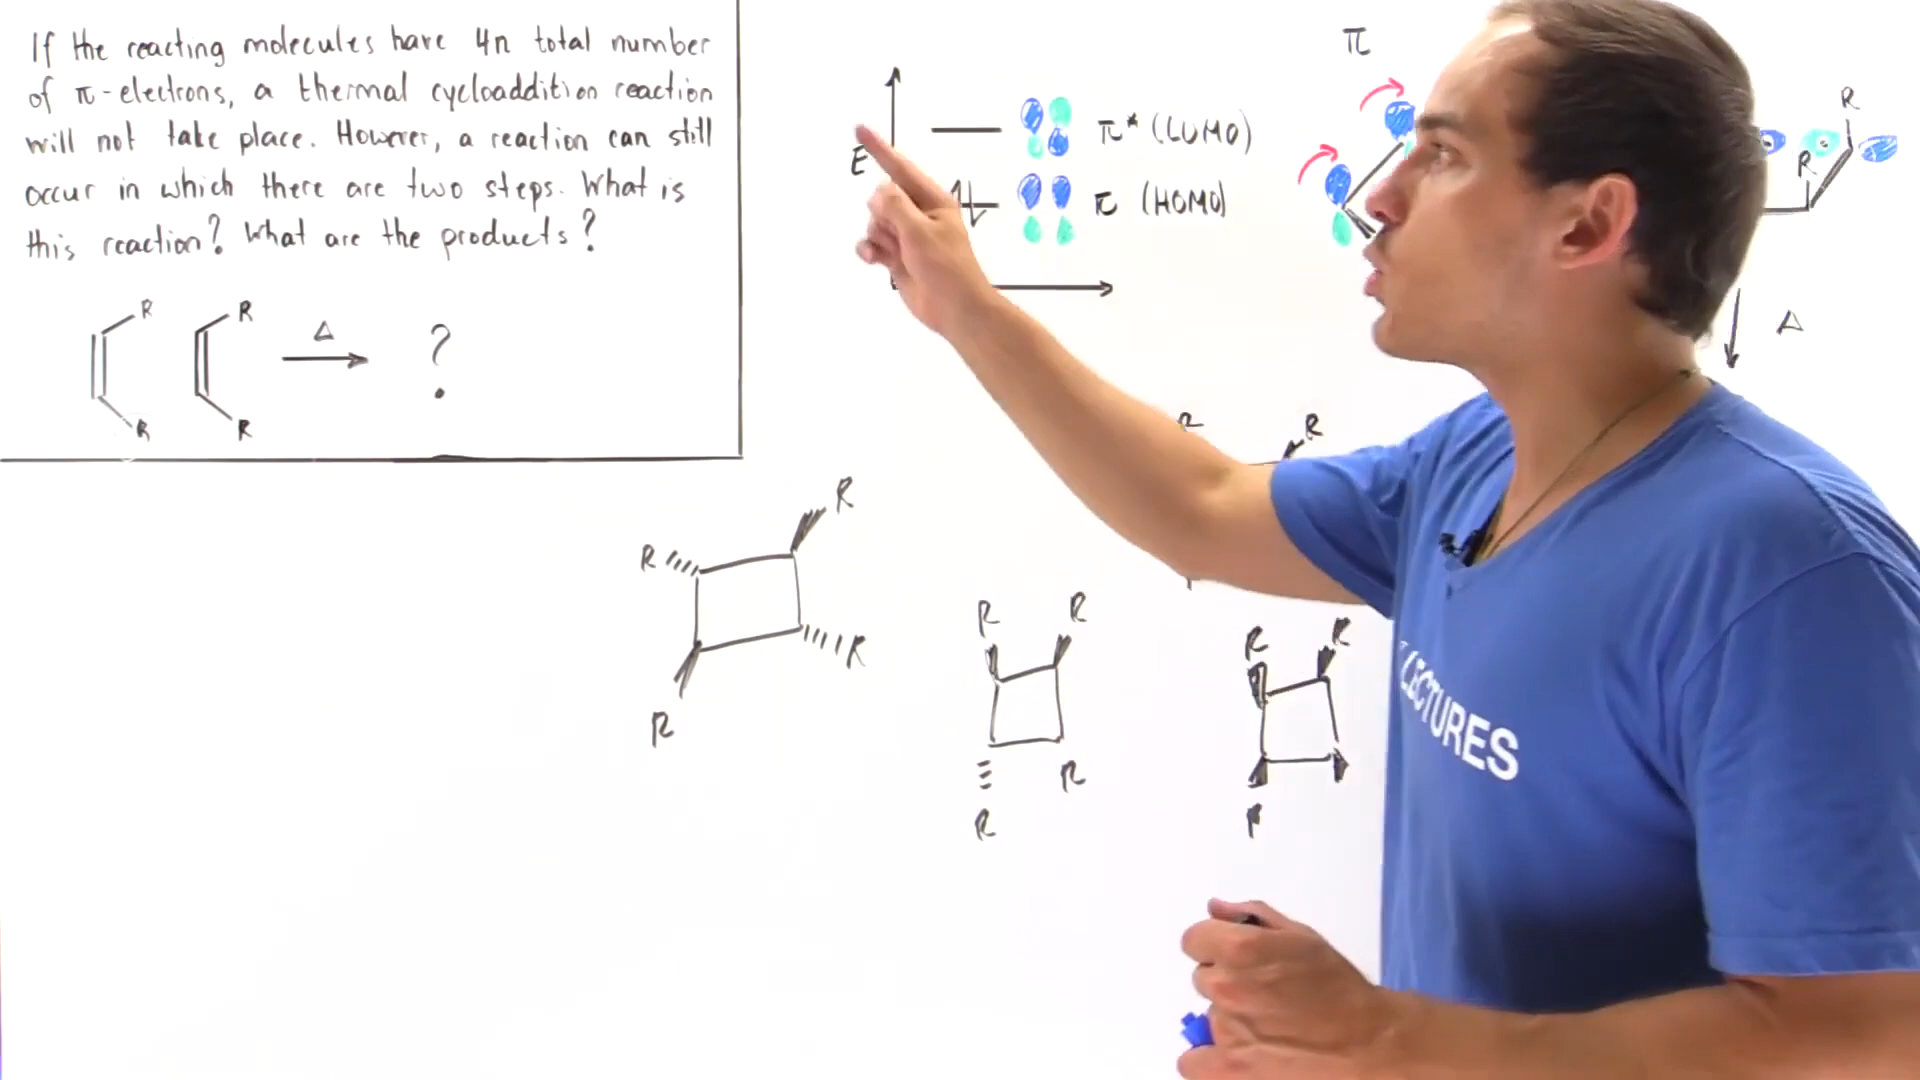 If the reacting molecules have 4n total number
of π-electrons, a thermal cycloaddition reaction
will not take place. However, a reaction can still
occur in which there are two steps. What is
this reaction? What are the products?
R R
Δ
?
R R
E
π* (LUMO)
π (HOMO)
π
R
R
Δ
R
R
R
R
R
R
R
R
R
R
R
R
R
LECTURES